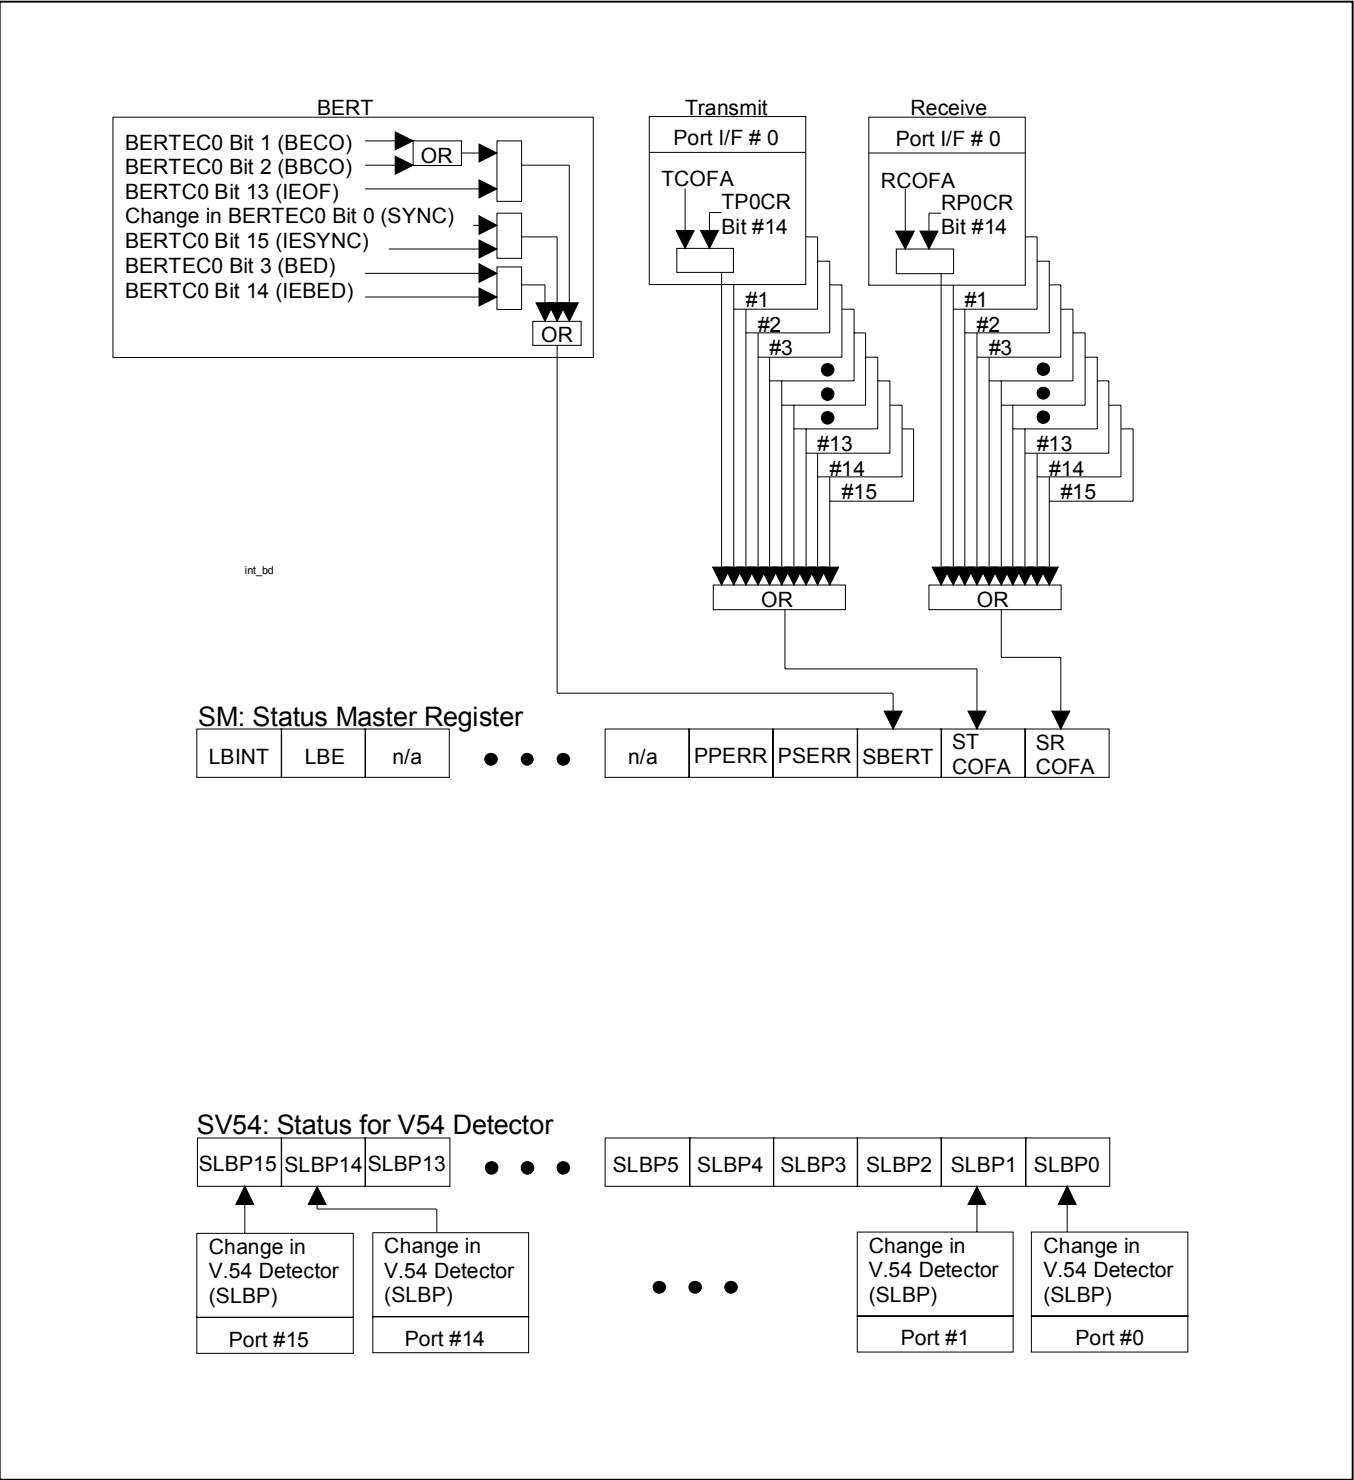 BERT
BERTEC0 Bit 1 (BECO)
BERTEC0 Bit 2 (BBCO)
BERTC0 Bit 13 (IEOF)
Change in BERTEC0 Bit 0 (SYNC)
BERTC0 Bit 15 (IESYNC)
BERTEC0 Bit 3 (BED)
BERTC0 Bit 14 (IEBED)
OR
OR
Transmit
Port I/F # 0
TCOFA
TP0CR
Bit #14
#1
#2
#3
#13
#14
#15
OR
Receive
Port I/F # 0
RCOFA
RP0CR
Bit #14
#1
#2
#3
#13
#14
#15
OR
int_bd
SM: Status Master Register
LBINT LBE n/a n/a PPERR PSERR SBERT ST COFA SR COFA
SV54: Status for V54 Detector
SLBP15 SLBP14 SLBP13 SLBP5 SLBP4 SLBP3 SLBP2 SLBP1 SLBP0
Change in
V.54 Detector
(SLBP)
Port #15
Change in
V.54 Detector
(SLBP)
Port #14
Change in
V.54 Detector
(SLBP)
Port #1
Change in
V.54 Detector
(SLBP)
Port #0